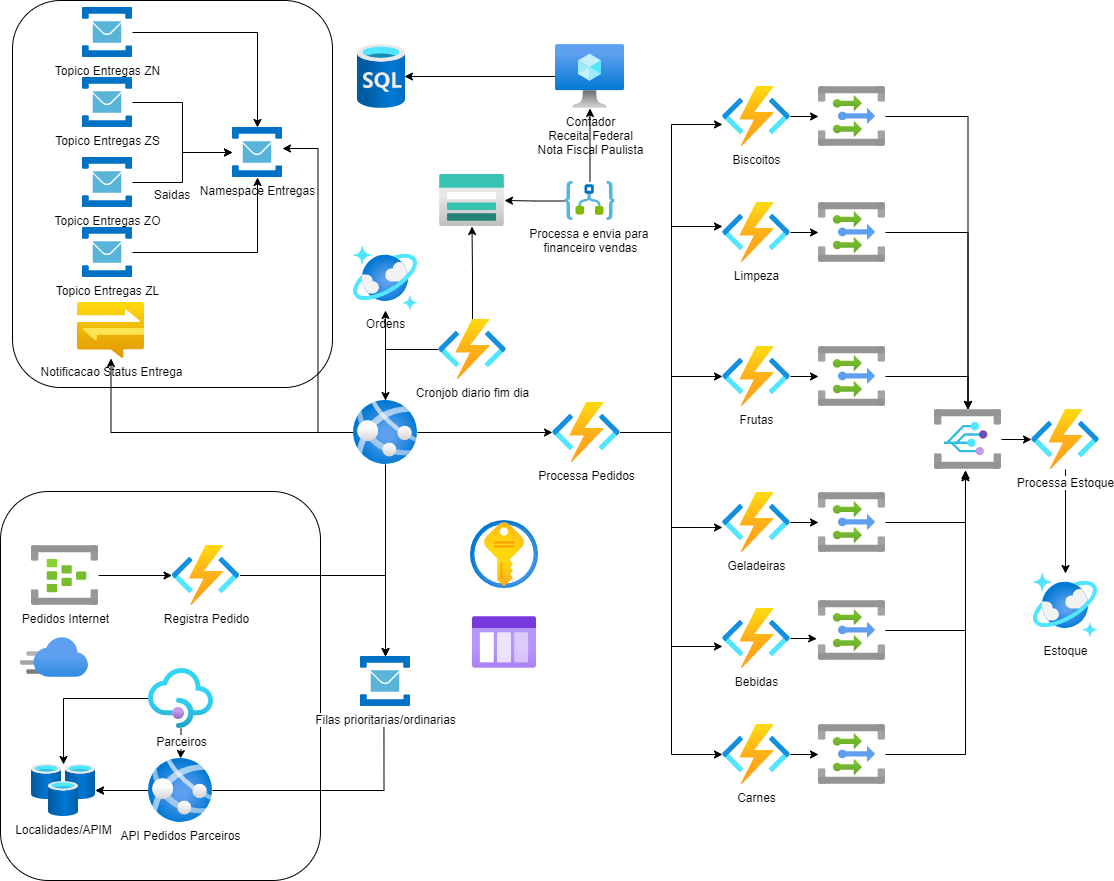 Topico Entregas ZN
Topico Entregas ZS
Saidas
Namespace Entregas
Topico Entregas ZO
Topico Entregas ZL
Notificacao Status Entrega
SQL
Contador
Receita Federal
Nota Fiscal Paulista
Processa e envia para
financeiro vendas
Ordens
Cronjob diario fim dia
Processa Pedidos
Biscoitos
Limpeza
Frutas
Geladeiras
Bebidas
Carnes
Processa Estoque
Estoque
Pedidos Internet
Registra Pedido
Filas prioritarias/ordinarias
Parceiros
Localidades/APIM
API Pedidos Parceiros